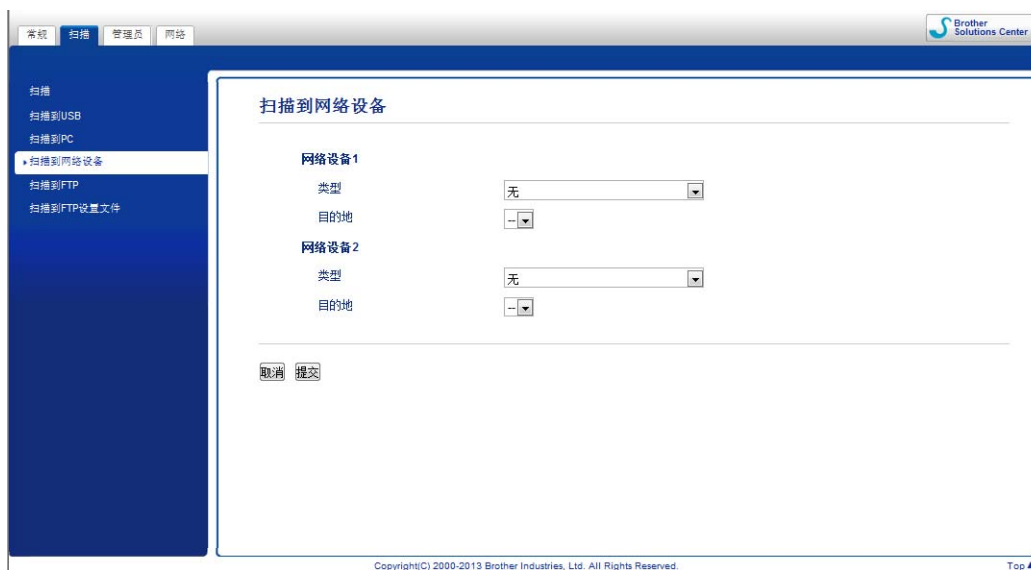 常规 扫描 管理员 网络
Brother
Solutions Center
扫描
扫描到USB
扫描到PC
扫描到网络设备
扫描到FTP
扫描到FTP设置文件
扫描到网络设备
网络设备1
类型 无
目的地 --
网络设备2
类型 无
目的地 --
取消 提交
Copyright(C) 2000-2013 Brother Industries, Ltd. All Rights Reserved.
Top